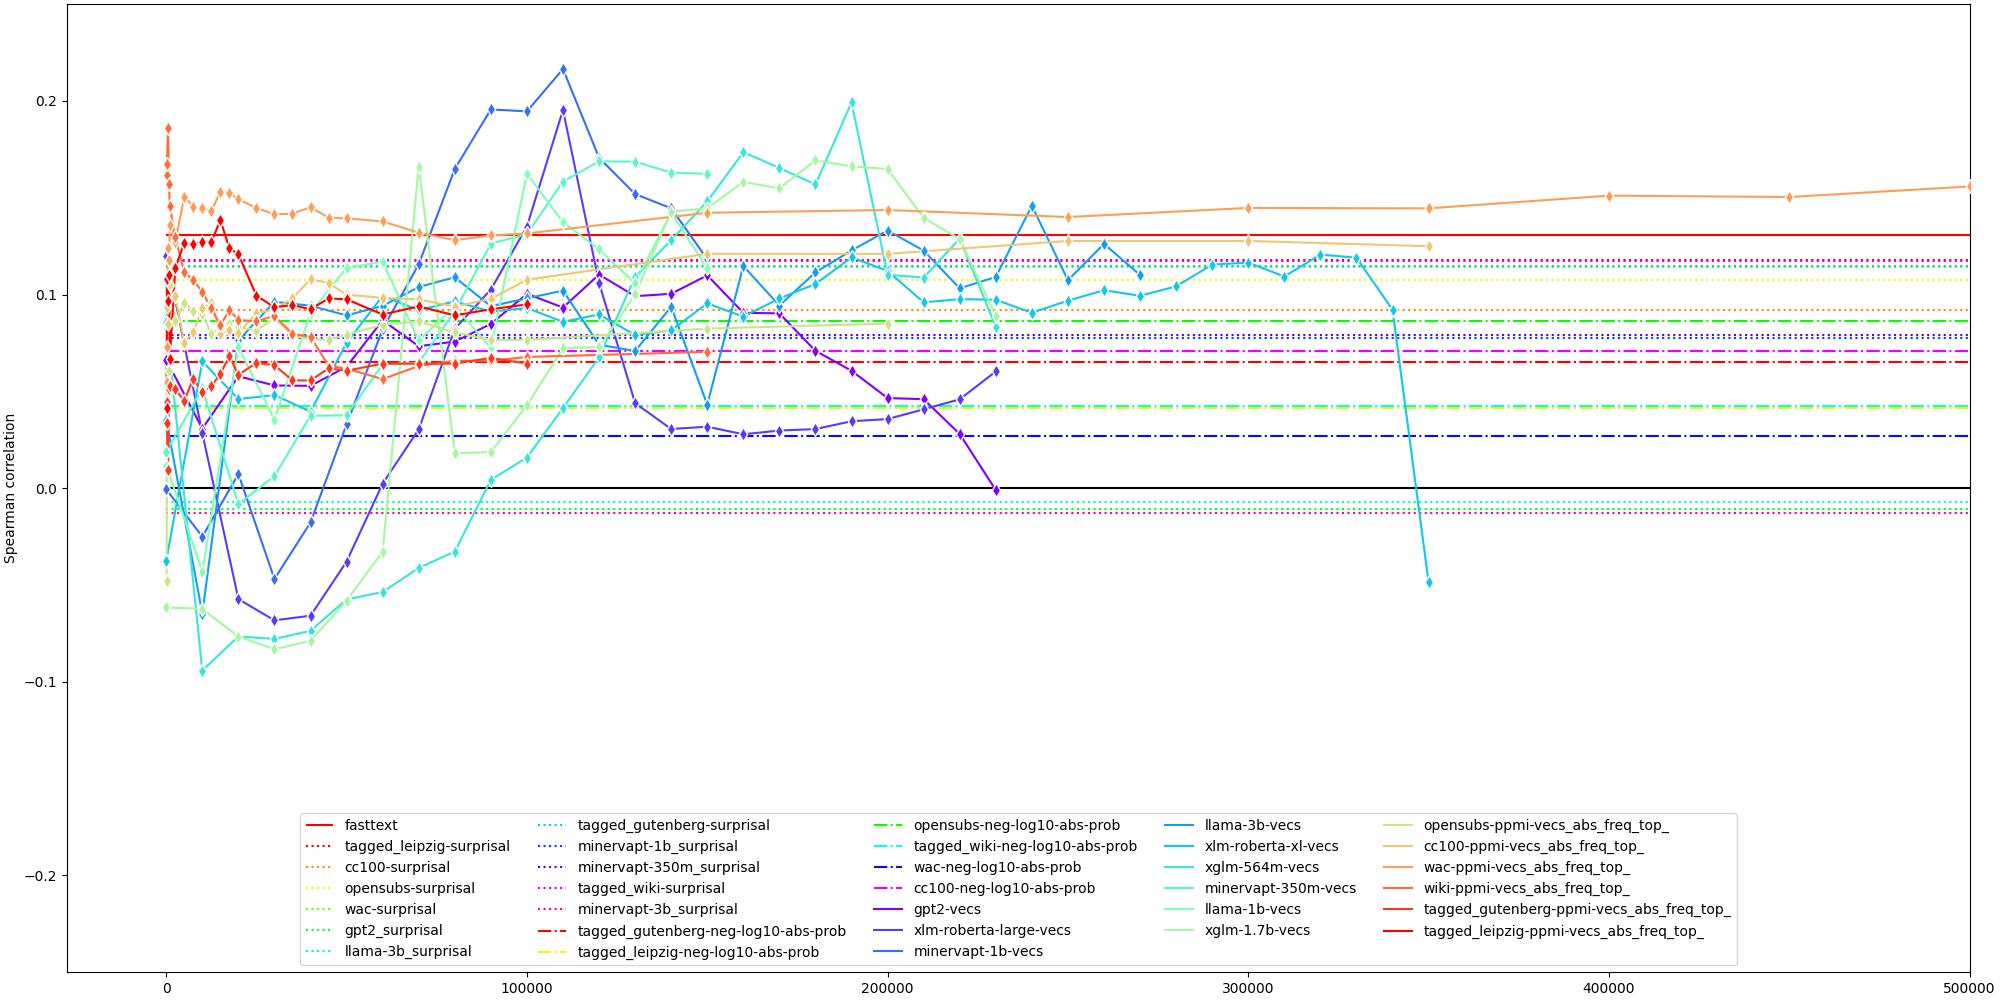 0.2
0.1
0.0
−0.1
−0.2
Spearman correlation
fasttext
tagged_leipzig-surprisal
cc100-surprisal
opensubs-surprisal
wac-surprisal
gpt2_surprisal
llama-3b_surprisal
tagged_gutenberg-surprisal
minervapt-1b_surprisal
minervapt-350m_surprisal
tagged_wiki-surprisal
minervapt-3b_surprisal
tagged_gutenberg-neg-log10-abs-prob
tagged_leipzig-neg-log10-abs-prob
opensubs-neg-log10-abs-prob
tagged_wiki-neg-log10-abs-prob
wac-neg-log10-abs-prob
cc100-neg-log10-abs-prob
gpt2-vecs
xlm-roberta-large-vecs
minervapt-1b-vecs
llama-3b-vecs
xlm-roberta-xl-vecs
xglm-564m-vecs
minervapt-350m-vecs
llama-1b-vecs
xglm-1.7b-vecs
opensubs-ppmi-vecs_abs_freq_top_
cc100-ppmi-vecs_abs_freq_top_
wac-ppmi-vecs_abs_freq_top_
wiki-ppmi-vecs_abs_freq_top_
tagged_gutenberg-ppmi-vecs_abs_freq_top_
tagged_leipzig-ppmi-vecs_abs_freq_top_
0 100000 200000 300000 400000 500000